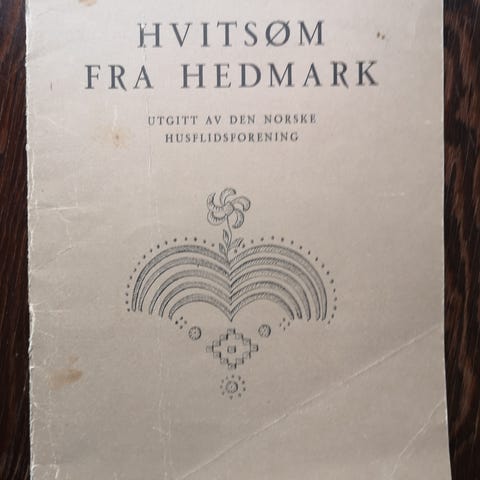 HVITSØM
FRA HEDMARK
UTGITT AV DEN NORSKE
HUSFLIDSFORENING